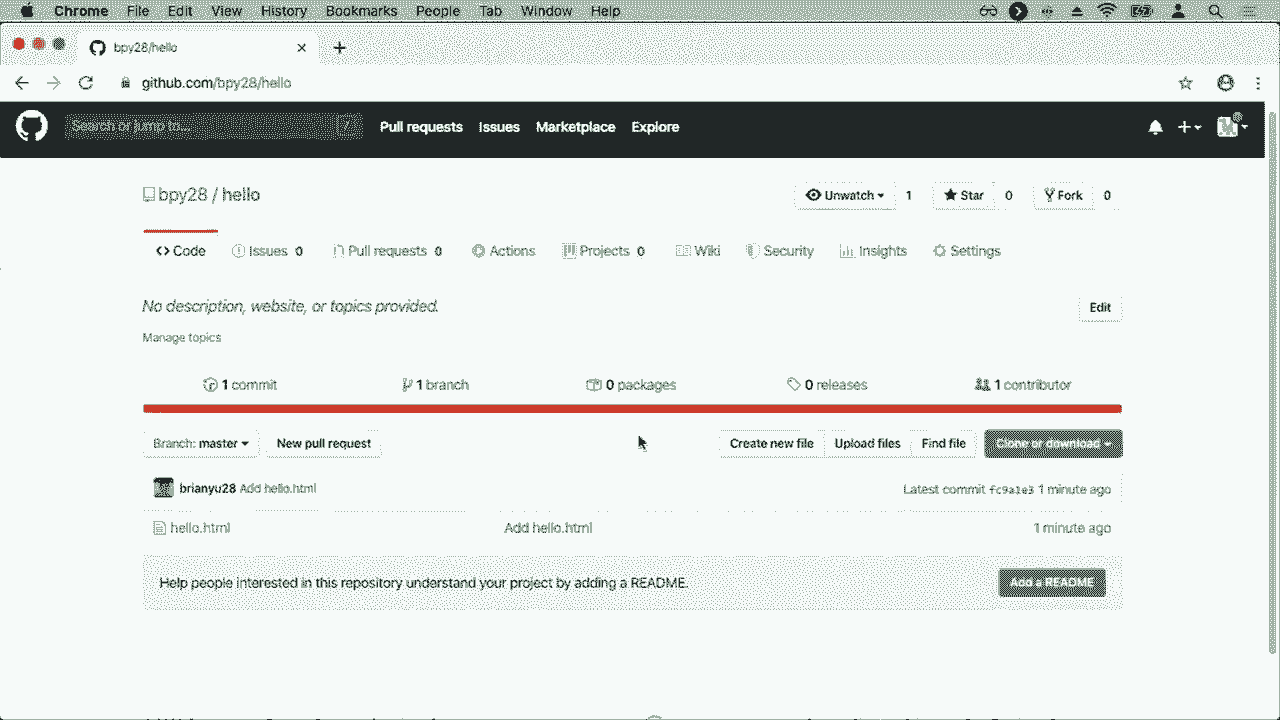 Chrome File Edit View History Bookmarks People Tab Window Help
bpy28/hello
github.com/bpy28/hello
Search or jump to... / Pull requests Issues Marketplace Explore
bpy28 / hello Unwatch 1 Star 0 Fork 0
Code Issues 0 Pull requests 0 Actions Projects 0 Wiki Security Insights Settings
No description, website, or topics provided. Edit
Manage topics
1 commit 1 branch 0 packages 0 releases 1 contributor
Branch: master New pull request Create new file Upload files Find file Clone or download
brianyu28 Add hello.html Latest commit fc9a1e3 1 minute ago
hello.html Add hello.html 1 minute ago
Help people interested in this repository understand your project by adding a README. Add a README